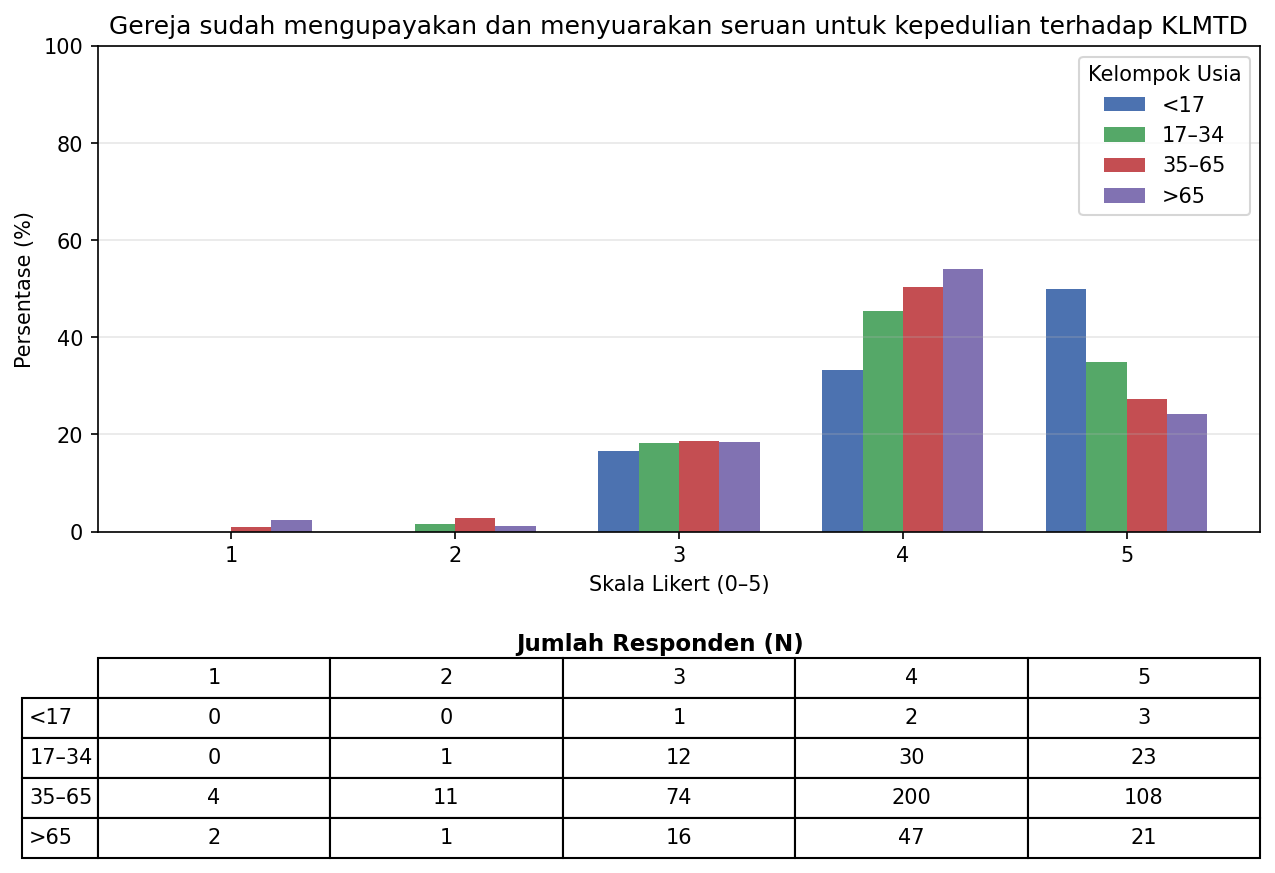 Gereja sudah mengupayakan dan menyuarakan seruan untuk kepedulian terhadap KLMTD
100
80
60
40
20
0
Persentase (%)
Kelompok Usia
<17
17–34
35–65
>65
1 2 3 4 5
Skala Likert (0–5)
Jumlah Responden (N)
1 2 3 4 5
<17 0 0 1 2 3
17–34 0 1 12 30 23
35–65 4 11 74 200 108
>65 2 1 16 47 21